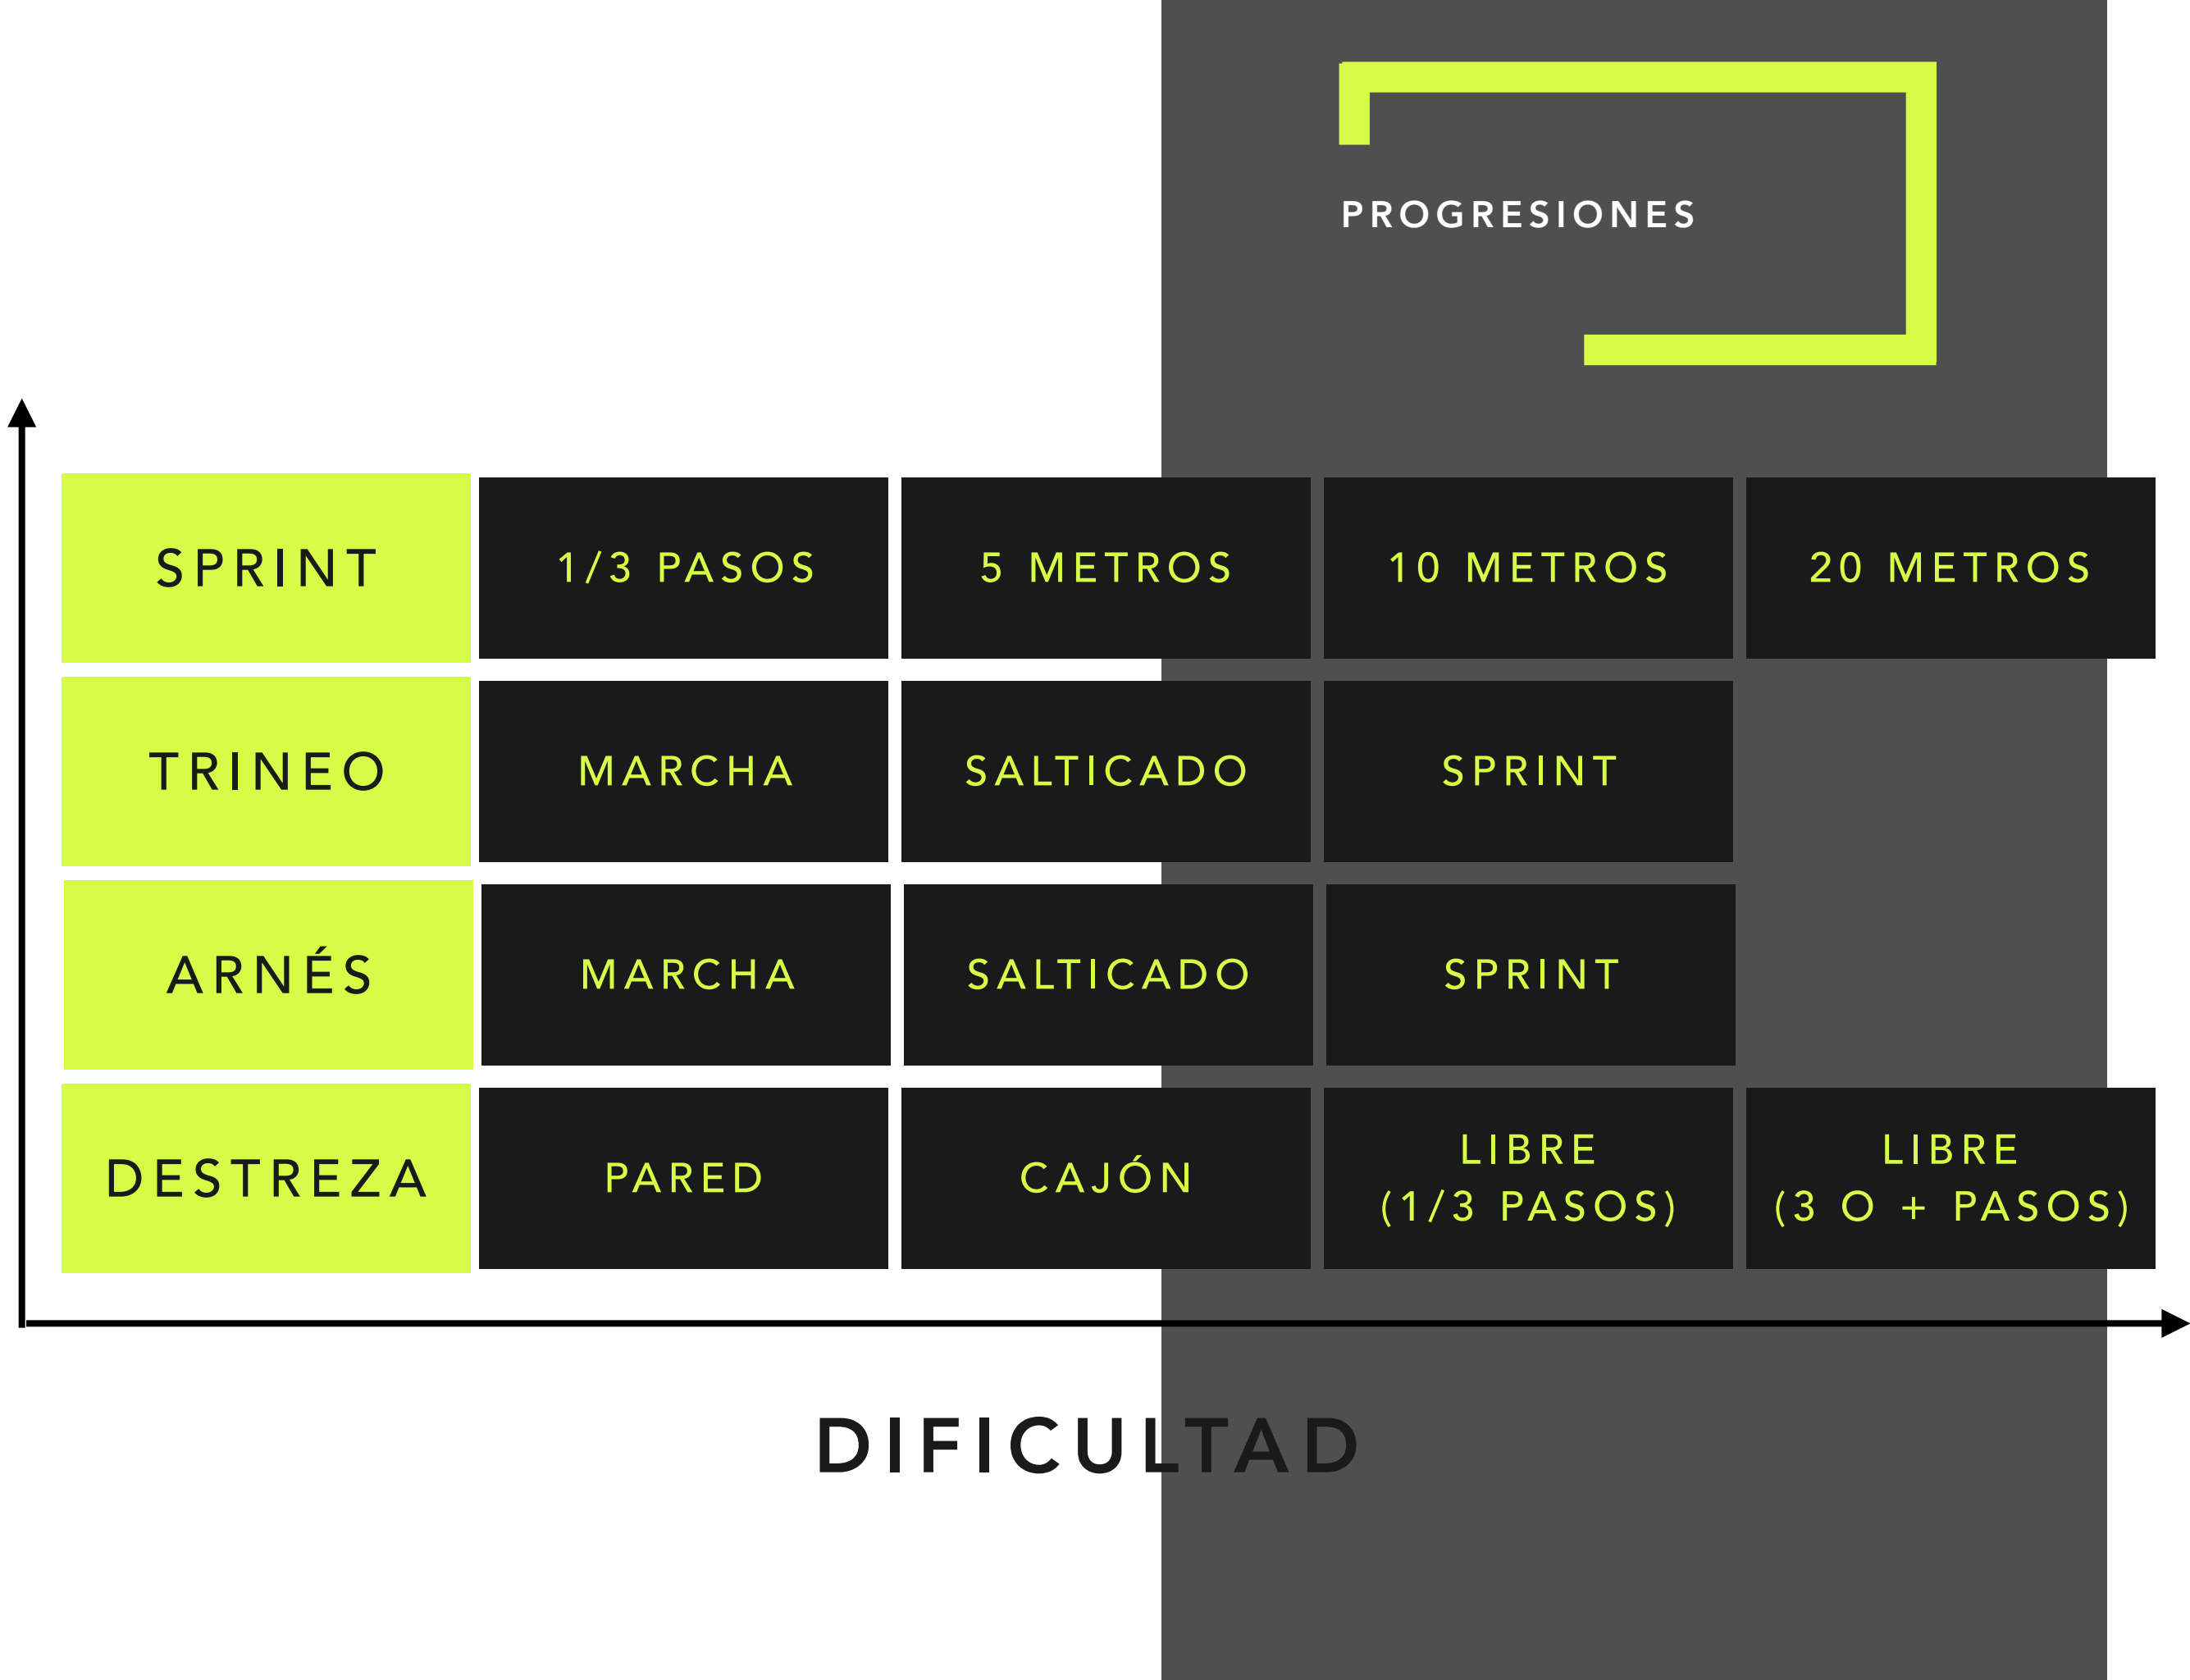 PROGRESIONES
SPRINT
1/3 PASOS
5 METROS
10 METROS
20 METROS
TRINEO
MARCHA
SALTICADO
SPRINT
ARNÉS
MARCHA
SALTICADO
SPRINT
DESTREZA
PARED
CAJÓN
LIBRE
(1/3 PASOS)
LIBRE
(3 O + PASOS)
DIFICULTAD